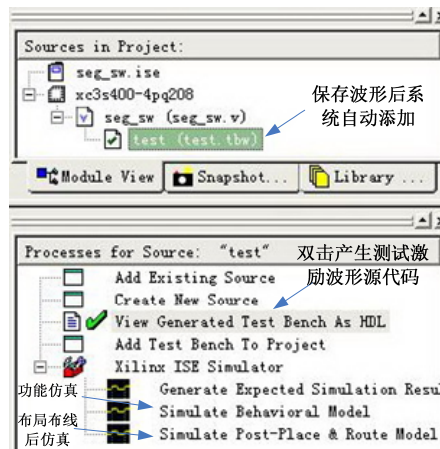 Sources in Project:
seg_sw.ise
xc3s400-4pq208
seg_sw (seg_sw.v)
test (test.tbw)
保存波形后系
统自动添加
Module View
Snapshot...
Library ...
Processes for Source: "test"
双击产生测试激
励波形源代码
Add Existing Source
Create New Source
View Generated Test Bench As HDL
Add Test Bench To Project
Xilinx ISE Simulator
Generate Expected Simulation Resu
功能仿真
Simulate Behavioral Model
布局布线
后仿真
Simulate Post-Place & Route Model